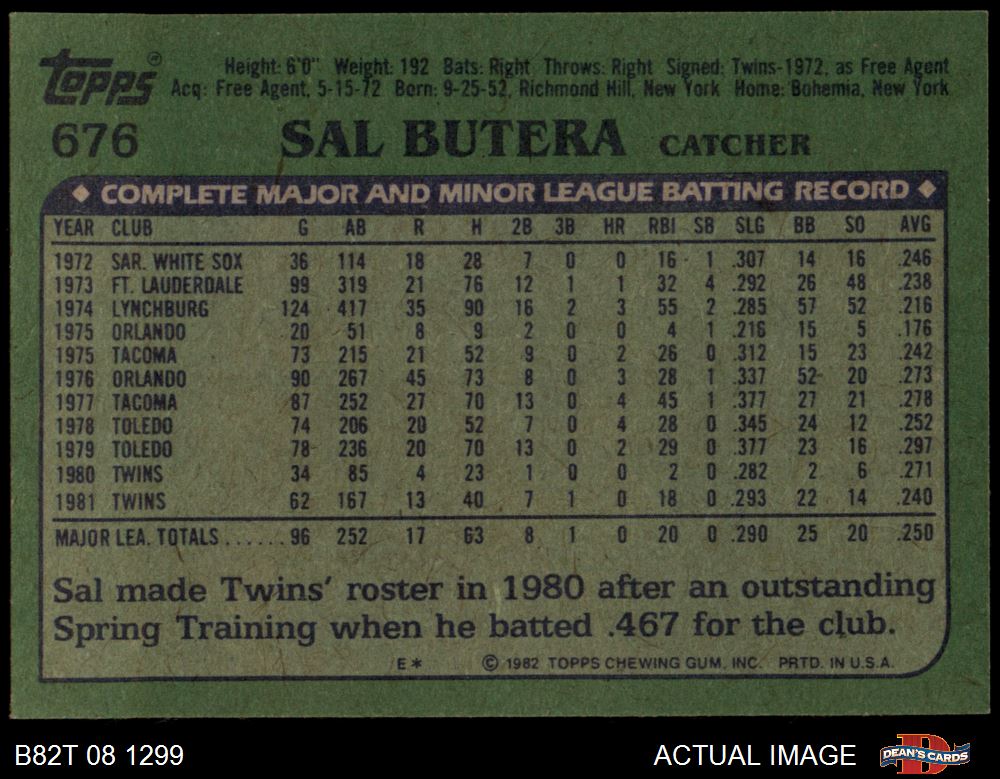 Topps®
Height: 6'0" Weight: 192 Bats: Right Throws: Right Signed: Twins-1972, as Free Agent
Acq: Free Agent, 5-15-72 Born: 9-25-52, Richmond Hill, New York Home: Bohemia, New York
676 SAL BUTERA CATCHER
◆ COMPLETE MAJOR AND MINOR LEAGUE BATTING RECORD ◆
YEAR CLUB G AB R H 2B 3B HR RBI SB SLG BB SO AVG
1972 SAR. WHITE SOX 36 114 18 28 7 0 0 16 1 .307 14 16 .246
1973 FT. LAUDERDALE 99 319 21 76 12 1 1 32 4 .292 26 48 .238
1974 LYNCHBURG 124 417 35 90 16 2 3 55 2 .285 57 52 .216
1975 ORLANDO 20 51 8 9 2 0 0 4 1 .216 15 5 .176
1975 TACOMA 73 215 21 52 9 0 2 26 0 .312 15 23 .242
1976 ORLANDO 90 267 45 73 8 0 3 28 1 .337 52 20 .273
1977 TACOMA 87 252 27 70 13 0 4 45 1 .377 27 21 .278
1978 TOLEDO 74 206 20 52 7 0 4 28 0 .345 24 12 .252
1979 TOLEDO 78 236 20 70 13 0 2 29 0 .377 23 16 .297
1980 TWINS 34 85 4 23 1 0 0 2 0 .282 2 6 .271
1981 TWINS 62 167 13 40 7 1 0 18 0 .293 22 14 .240
MAJOR LEA. TOTALS ...... 96 252 17 63 8 1 0 20 0 .290 25 20 .250
Sal made Twins' roster in 1980 after an outstanding
Spring Training when he batted .467 for the club.
E* © 1982 TOPPS CHEWING GUM, INC. PRTD. IN U.S.A.
B82T 08 1299 ACTUAL IMAGE DEAN'S CARDS